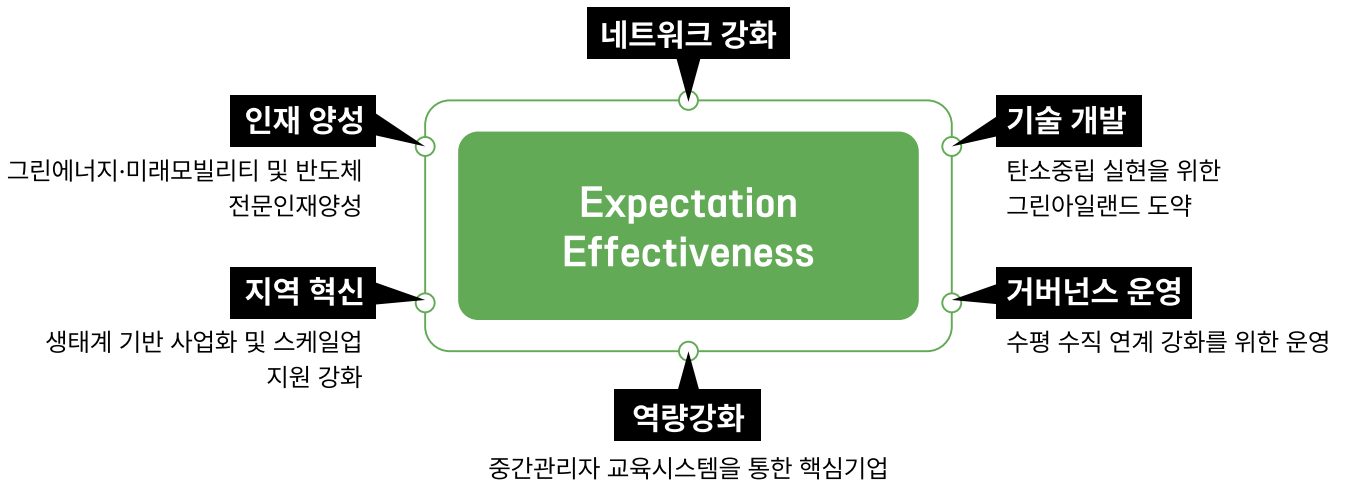 네트워크 강화
인재 양성
그린에너지·미래모빌리티 및 반도체
전문인재양성
기술 개발
탄소중립 실현을 위한
그린아일랜드 도약
Expectation
Effectiveness
지역 혁신
생태계 기반 사업화 및 스케일업
지원 강화
거버넌스 운영
수평 수직 연계 강화를 위한 운영
역량강화
중간관리자 교육시스템을 통한 핵심기업